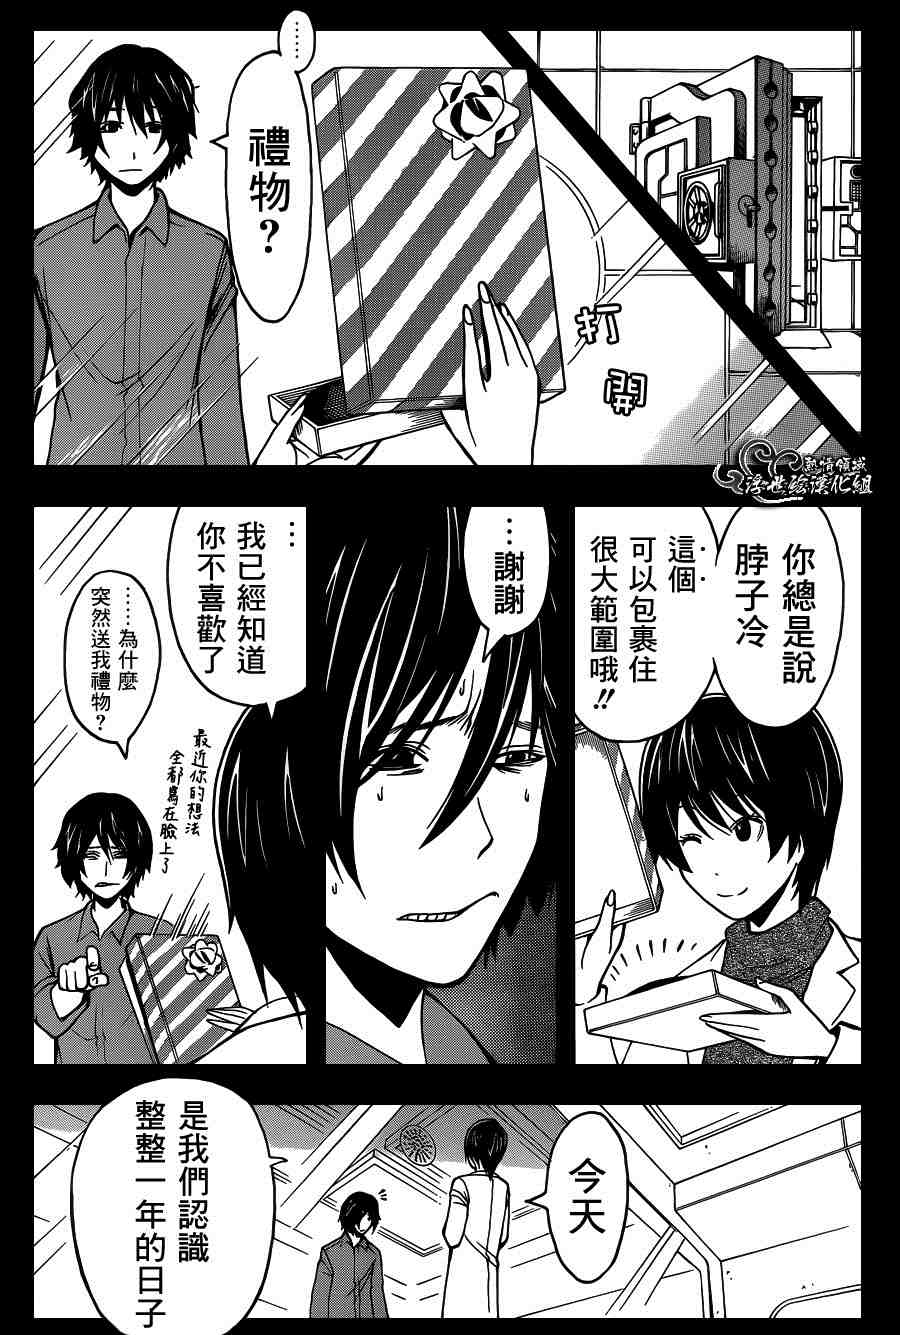 ……
禮物？
打
開
熱情領域
浮世繪漢化組
你總是說
脖子冷
這個
可以包裹住
很大範圍哦!!
…謝謝
…
我已經知道
你不喜歡了
最近你的想法
全都寫在臉上了
……為什麼
突然送我禮物？
今天
是我們認識
整整一年的日子